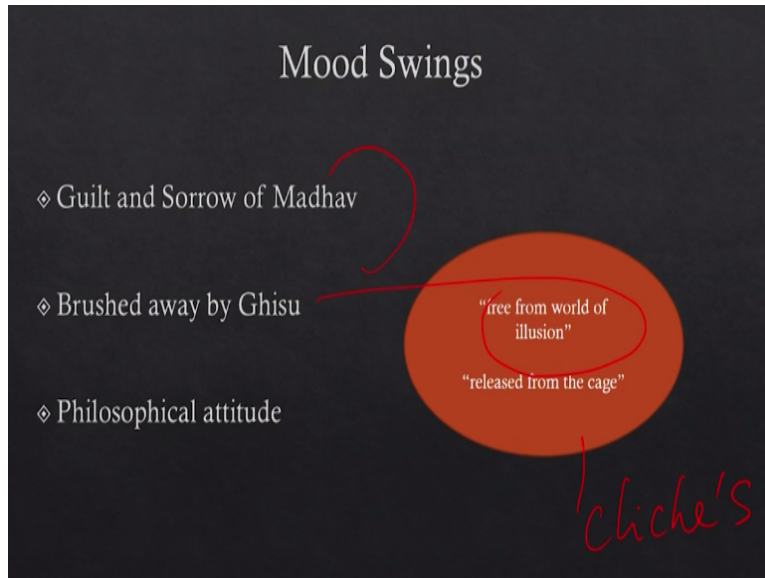 Mood Swings
Guilt and Sorrow of Madhav
Brushed away by Ghisu
“free from world of
illusion”
“released from the cage”
Philosophical attitude
cliche's